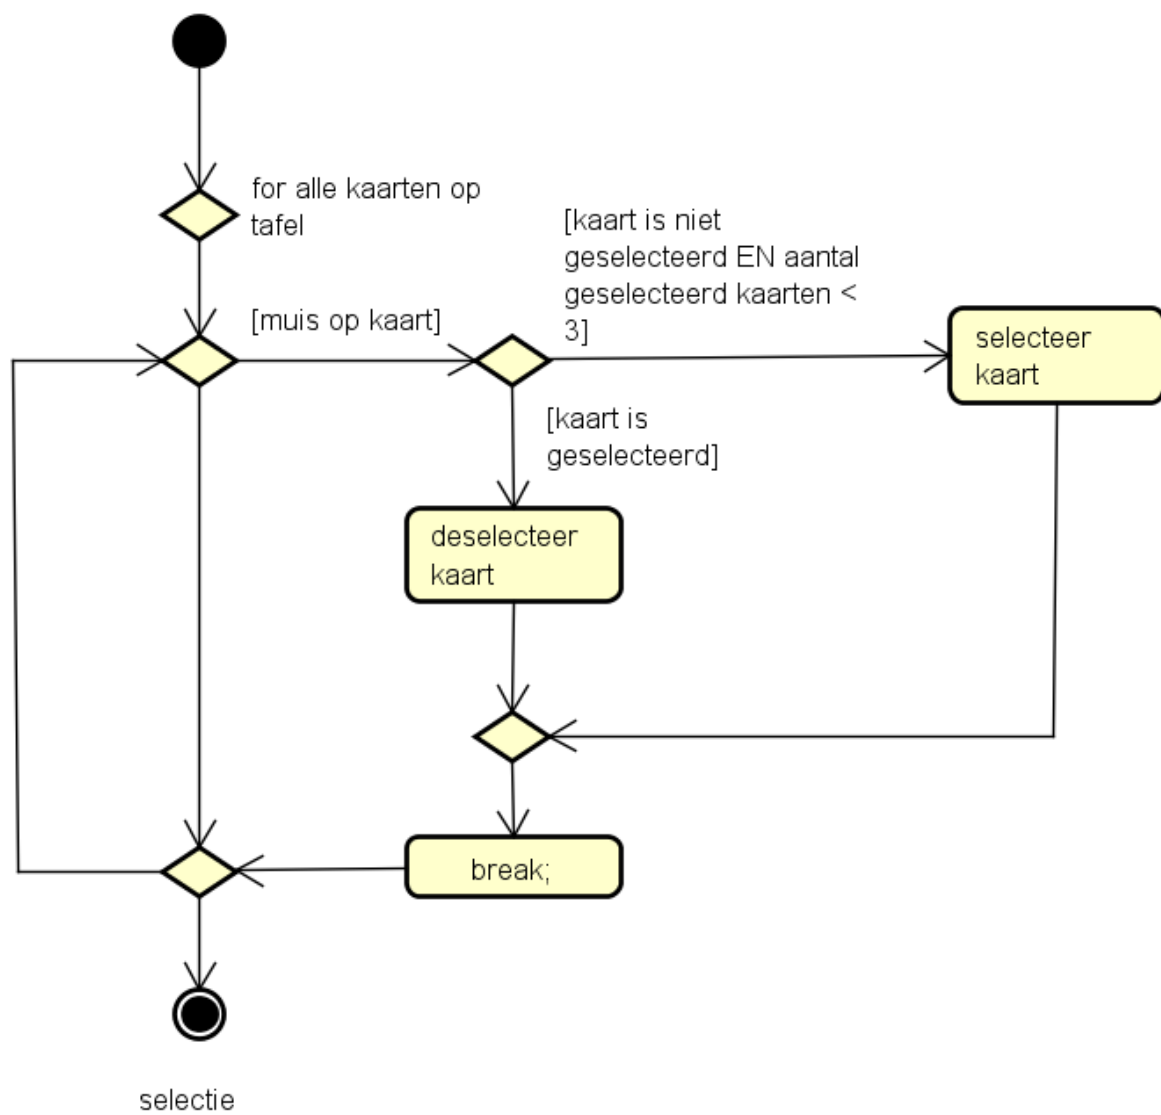 for alle kaarten op
tafel
[kaart is niet
geselecteerd EN aantal
geselecteerd kaarten <
3]
[muis op kaart]
selecteer
kaart
[kaart is
geselecteerd]
deselecteer
kaart
break;
selectie